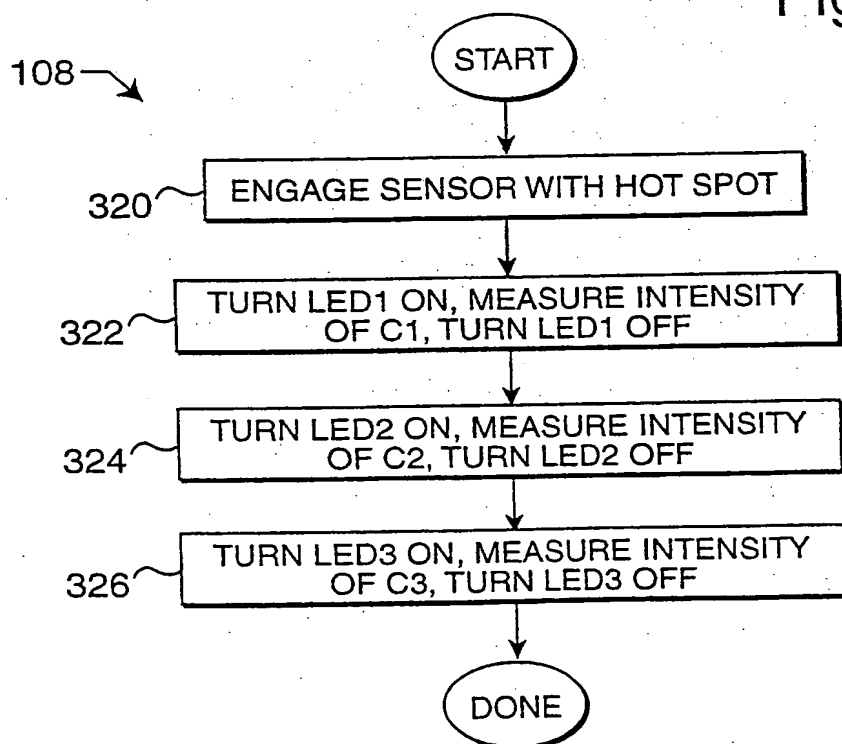 Fig
108
START
320
ENGAGE SENSOR WITH HOT SPOT
322
TURN LED1 ON, MEASURE INTENSITY
OF C1, TURN LED1 OFF
324
TURN LED2 ON, MEASURE INTENSITY
OF C2, TURN LED2 OFF
326
TURN LED3 ON, MEASURE INTENSITY
OF C3, TURN LED3 OFF
DONE